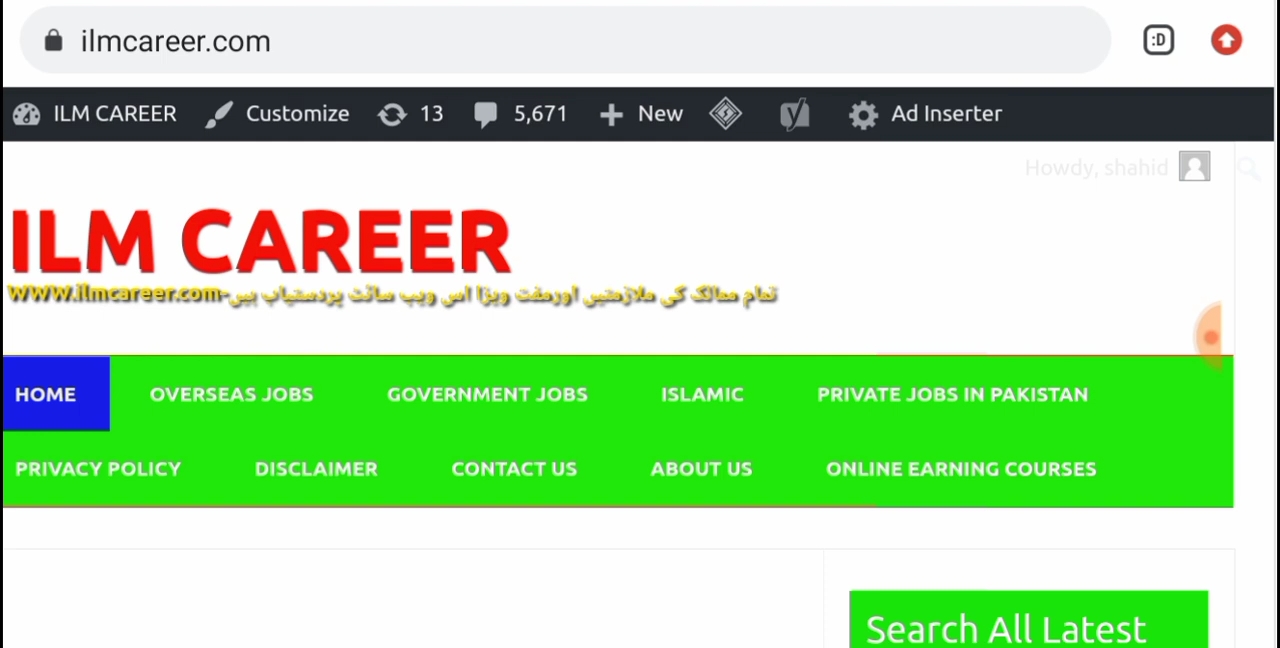 ilmcareer.com
:D
ILM CAREER Customize 13 5,671 New Ad Inserter
Howdy, shahid
ILM CAREER
تمام ممالک کی ملازمتیں اورمفت ویزا اس ویب سائٹ پردستیاب ہیں-www.ilmcareer.com
HOME OVERSEAS JOBS GOVERNMENT JOBS ISLAMIC PRIVATE JOBS IN PAKISTAN
PRIVACY POLICY DISCLAIMER CONTACT US ABOUT US ONLINE EARNING COURSES
Search All Latest